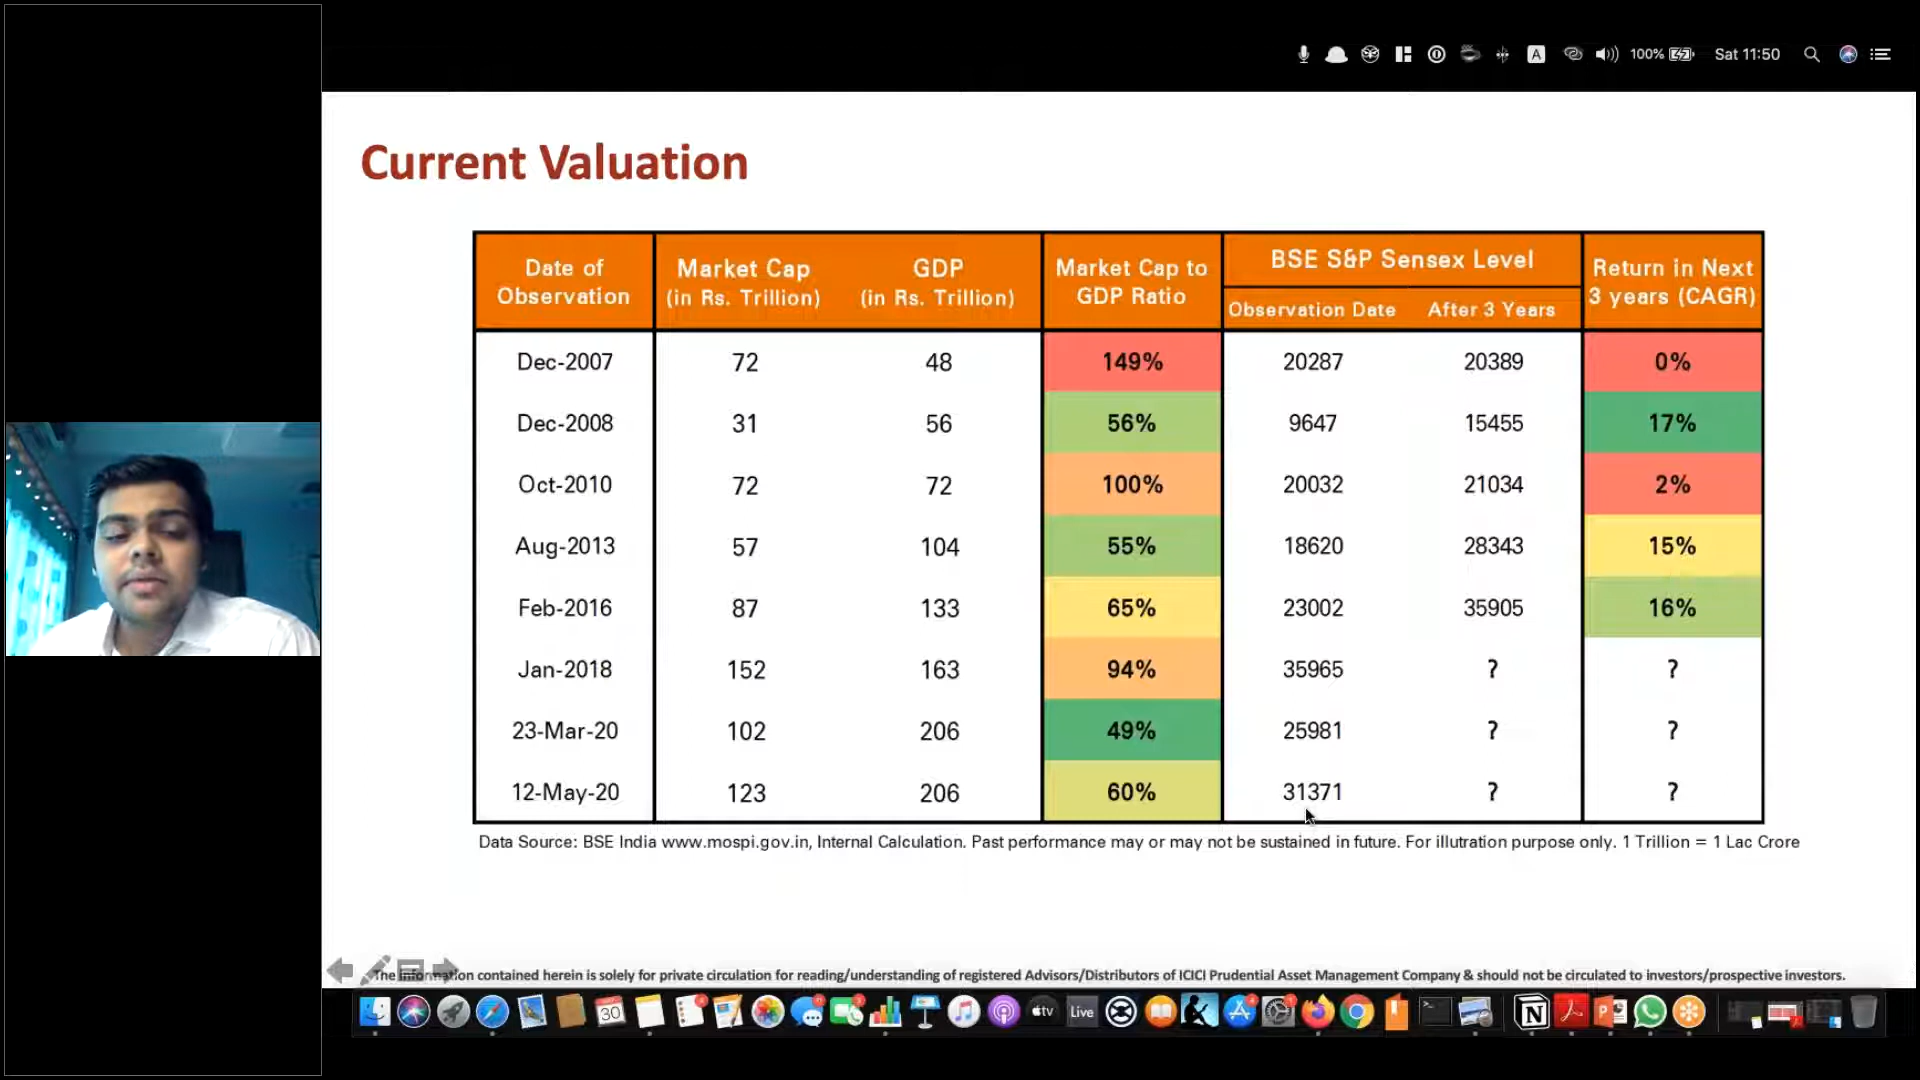 100% Sat 11:50
A
Current Valuation
Date of Observation Market Cap (in Rs. Trillion) GDP (in Rs. Trillion) Market Cap to GDP Ratio BSE S&P Sensex Level Return in Next 3 years (CAGR)
Observation Date After 3 Years
Dec-2007 72 48 149% 20287 20389 0%
Dec-2008 31 56 56% 9647 15455 17%
Oct-2010 72 72 100% 20032 21034 2%
Aug-2013 57 104 55% 18620 28343 15%
Feb-2016 87 133 65% 23002 35905 16%
Jan-2018 152 163 94% 35965 ? ?
23-Mar-20 102 206 49% 25981 ? ?
12-May-20 123 206 60% 31371 ? ?
Data Source: BSE India www.mospi.gov.in, Internal Calculation. Past performance may or may not be sustained in future. For illutration purpose only. 1 Trillion = 1 Lac Crore
The information contained herein is solely for private circulation for reading/understanding of registered Advisors/Distributors of ICICI Prudential Asset Management Company & should not be circulated to investors/prospective investors.
30 tv Live N